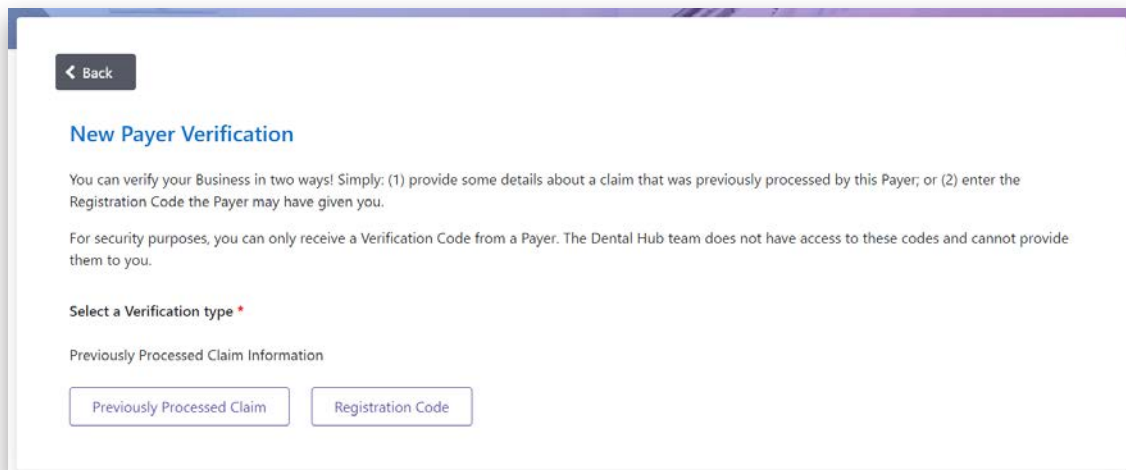 Back
New Payer Verification
You can verify your Business in two ways! Simply: (1) provide some details about a claim that was previously processed by this Payer; or (2) enter the
Registration Code the Payer may have given you.
For security purposes, you can only receive a Verification Code from a Payer. The Dental Hub team does not have access to these codes and cannot provide
them to you.
Select a Verification type *
Previously Processed Claim Information
Previously Processed Claim Registration Code